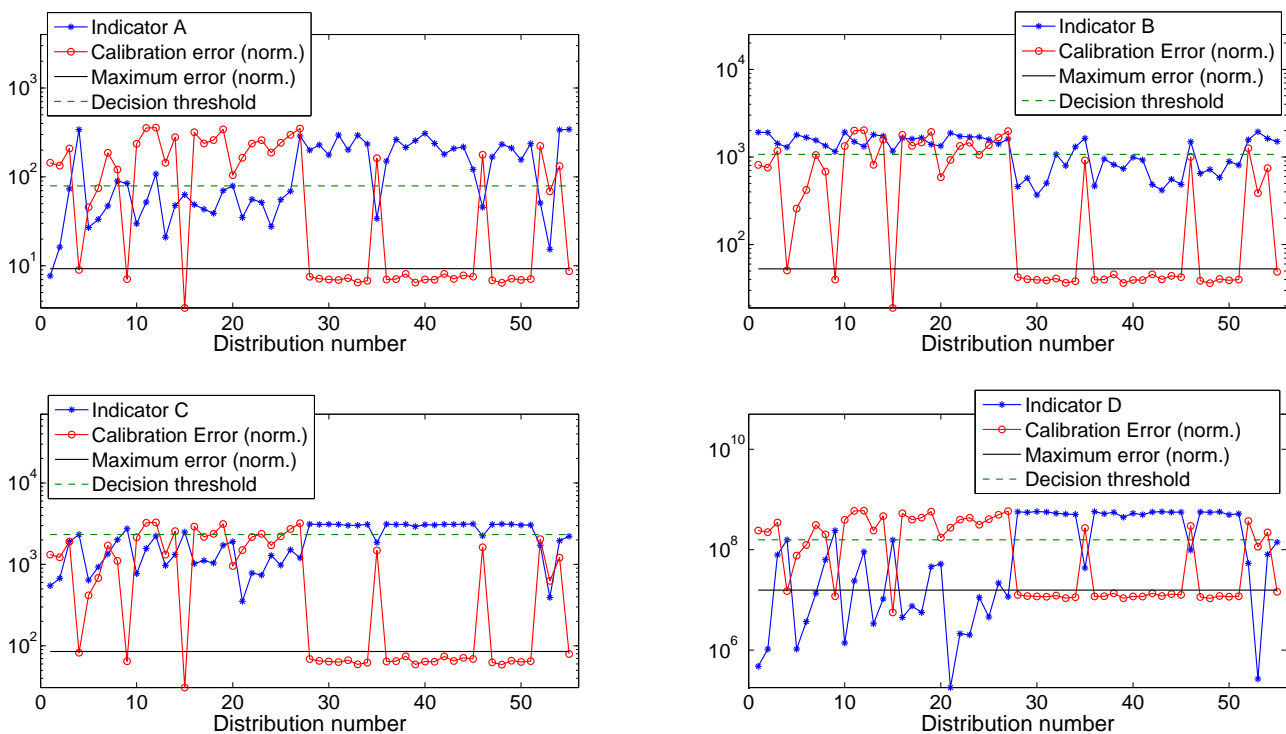 Indicator A
Calibration error (norm.)
Maximum error (norm.)
Decision threshold
10^3
10^2
10^1
0 10 20 30 40 50
Distribution number
Indicator B
Calibration Error (norm.)
Maximum error (norm.)
Decision threshold
10^3
10^2
0 10 20 30 40 50
Distribution number
Indicator C
Calibration Error (norm.)
Maximum error (norm.)
Decision threshold
10^4
10^3
10^2
0 10 20 30 40 50
Distribution number
Indicator D
Calibration Error (norm.)
Maximum error (norm.)
Decision threshold
10^10
10^8
10^6
0 10 20 30 40 50
Distribution number